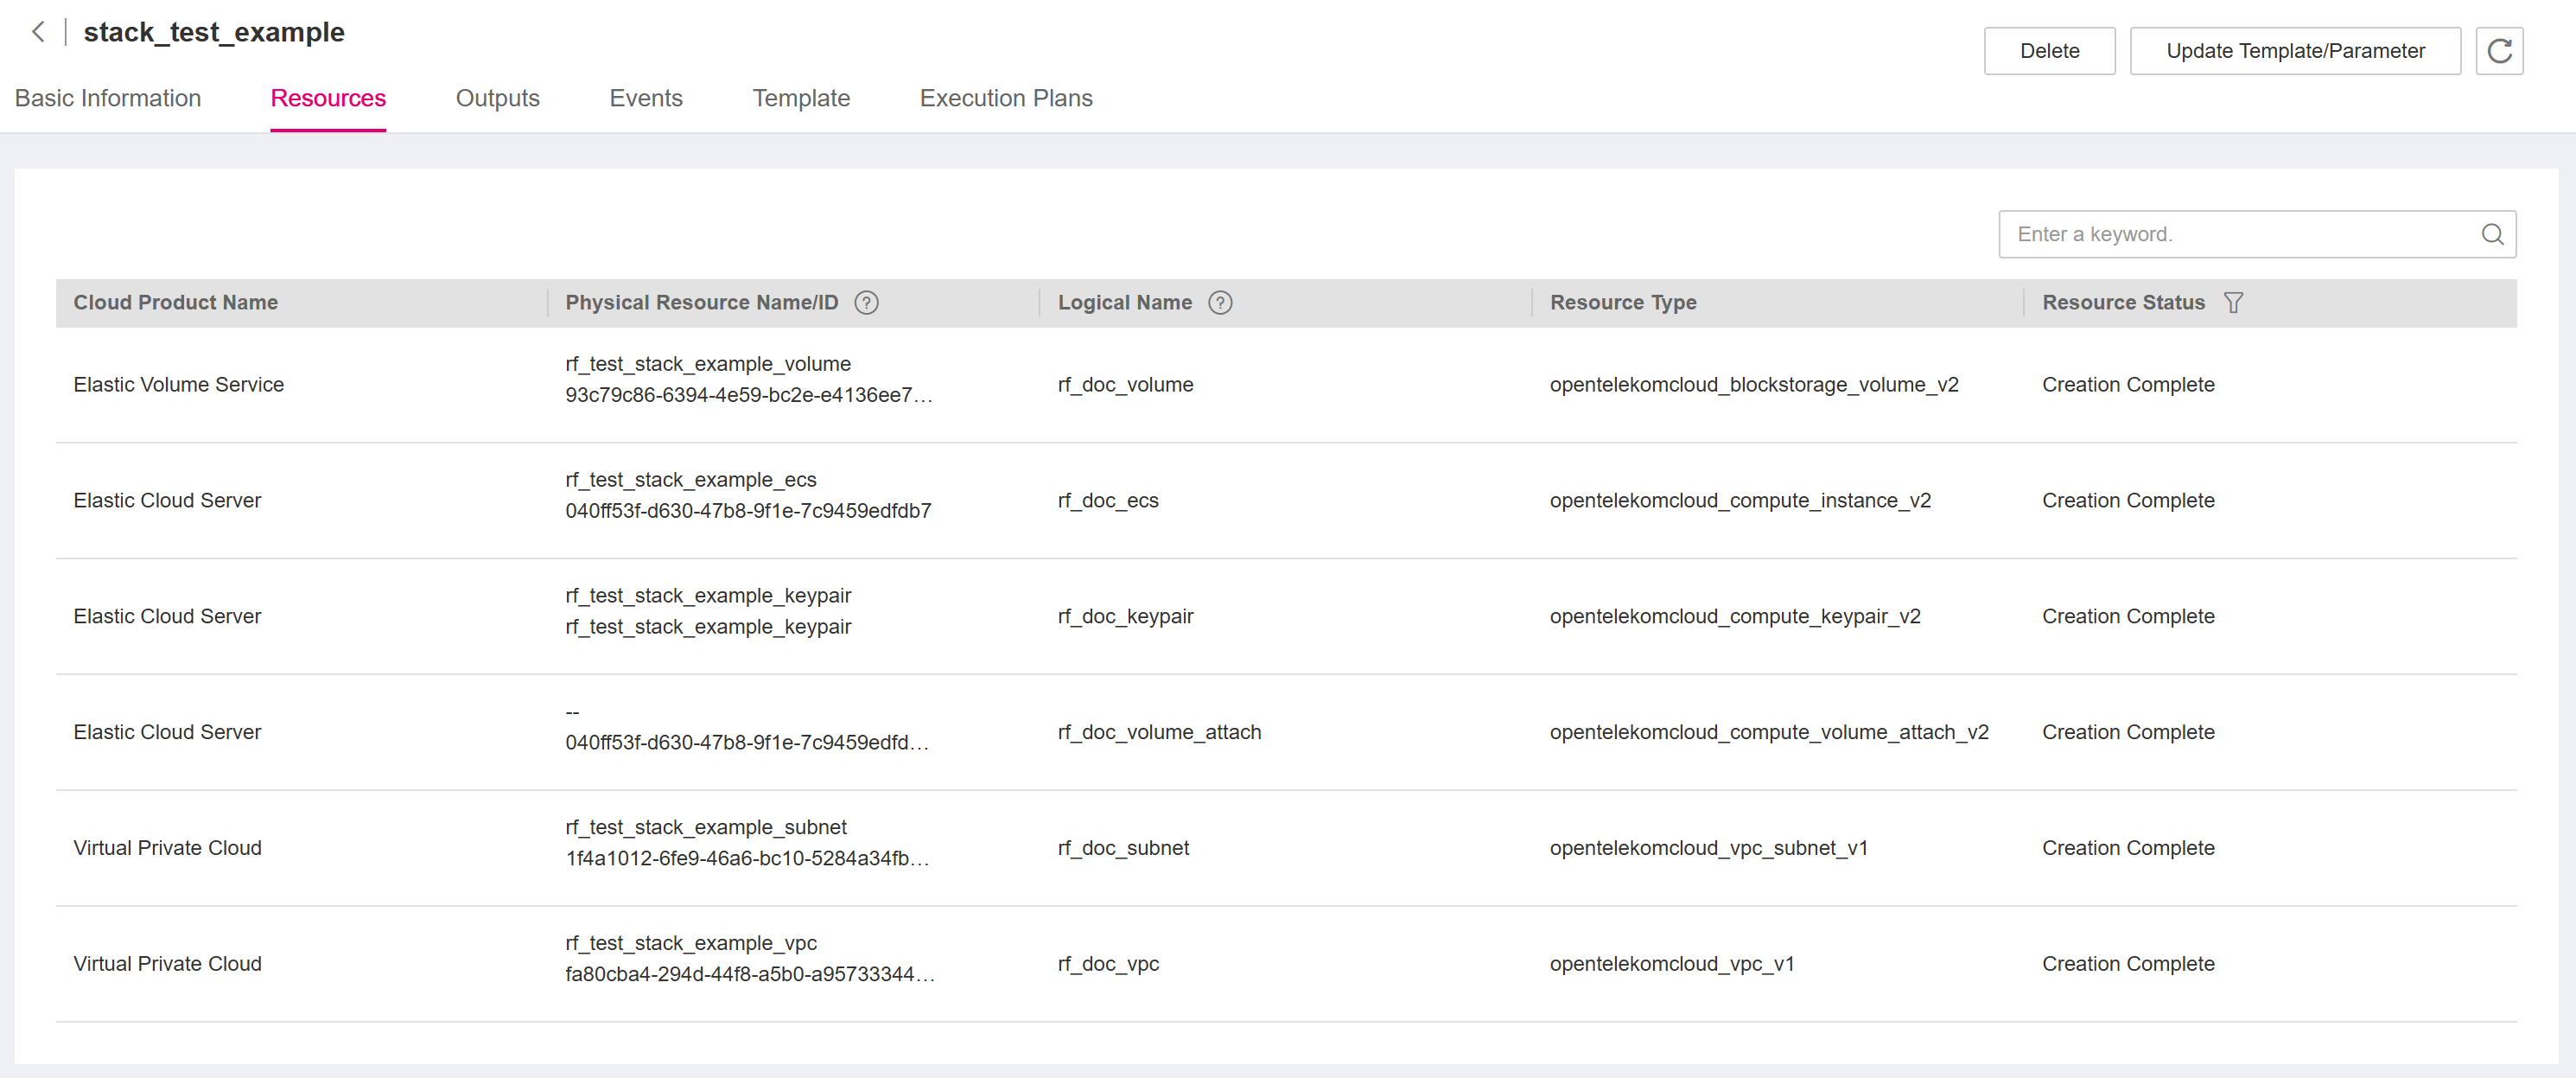 stack_test_example
Delete
Update Template/Parameter
Basic Information
Resources
Outputs
Events
Template
Execution Plans
Enter a keyword.
Cloud Product Name
Physical Resource Name/ID
Logical Name
Resource Type
Resource Status
Elastic Volume Service
rf_test_stack_example_volume
93c79c86-6394-4e59-bc2e-e4136ee7...
rf_doc_volume
opentelekomcloud_blockstorage_volume_v2
Creation Complete
Elastic Cloud Server
rf_test_stack_example_ecs
040ff53f-d630-47b8-9f1e-7c9459edfdb7
rf_doc_ecs
opentelekomcloud_compute_instance_v2
Creation Complete
Elastic Cloud Server
rf_test_stack_example_keypair
rf_test_stack_example_keypair
rf_doc_keypair
opentelekomcloud_compute_keypair_v2
Creation Complete
Elastic Cloud Server
--
040ff53f-d630-47b8-9f1e-7c9459edfd...
rf_doc_volume_attach
opentelekomcloud_compute_volume_attach_v2
Creation Complete
Virtual Private Cloud
rf_test_stack_example_subnet
1f4a1012-6fe9-46a6-bc10-5284a34fb...
rf_doc_subnet
opentelekomcloud_vpc_subnet_v1
Creation Complete
Virtual Private Cloud
rf_test_stack_example_vpc
fa80cba4-294d-44f8-a5b0-a95733344...
rf_doc_vpc
opentelekomcloud_vpc_v1
Creation Complete